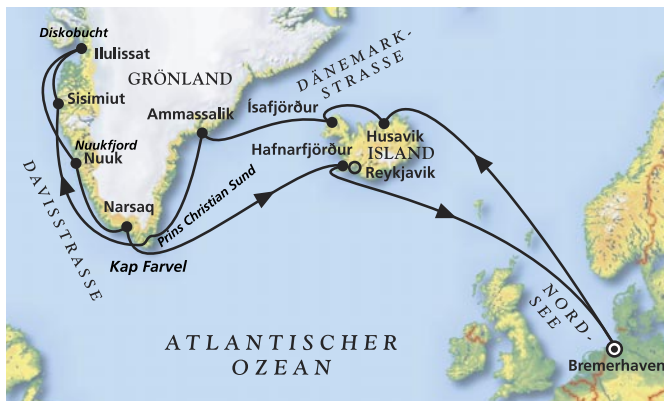 Diskobucht
Ilulissat
GRÖNLAND
DÄNEMARK-
STRASSE
Sisimiut
Ammassalik
Ísafjörður
Husavik
Nuukfjord
Nuuk
Hafnarfjörður
ISLAND
Reykjavik
DAVISSTRASSE
Narsaq
Prins Christian Sund
Kap Farvel
NORD-
SEE
ATLANTISCHER
OZEAN
Bremerhaven